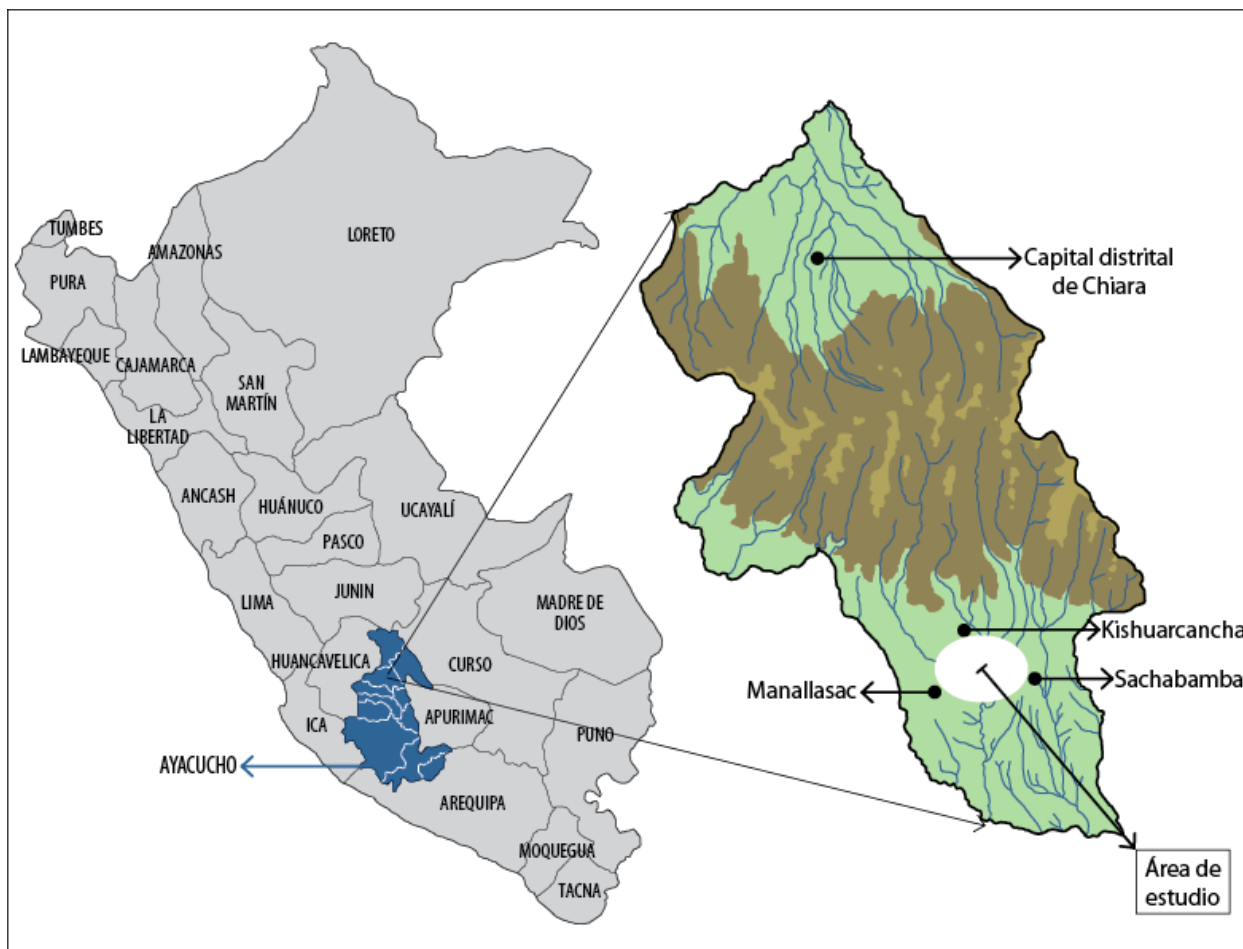 TUMBES
PURA
LAMBAYEQUE
CAJAMARCA
AMAZONAS
LORETO
SAN
MARTÍN
LA
LIBERTAD
ANCASH
HUÁNUCO
UCAYALÍ
PASCO
JUNIN
LIMA
MADRE DE
DIOS
HUANCAVELICA
CURSO
ICA
APURIMAC
PUNO
AYACUCHO
AREQUIPA
MOQUEGUA
TACNA
Capital distrital
de Chiara
Kishuarcancha
Manallasac
Sachabamba
Área de
estudio